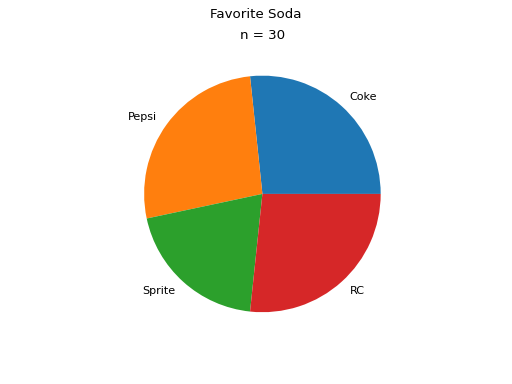 Favorite Soda
n = 30
Coke
Pepsi
Sprite
RC